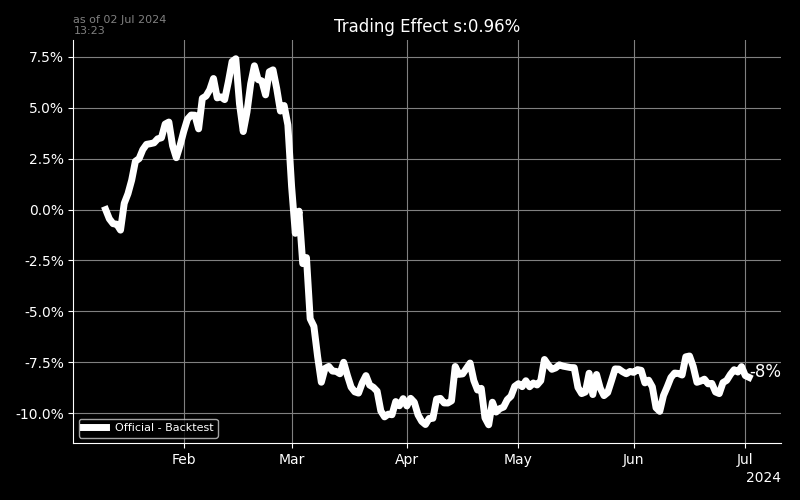 as of 02 Jul 2024
13:23
Trading Effect s:0.96%
7.5%
5.0%
2.5%
0.0%
-2.5%
-5.0%
-7.5%
-10.0%
-8%
Official - Backtest
Feb
Mar
Apr
May
Jun
Jul
2024